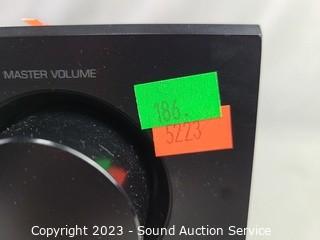 MASTER VOLUME
186.
5223
Copyright © 2023 - Sound Auction Service